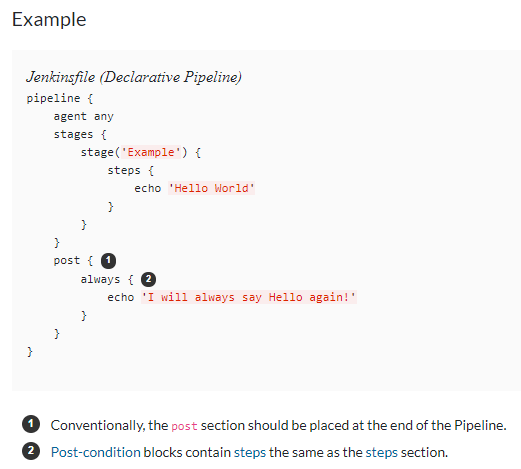 Example
Jenkinsfile (Declarative Pipeline)
pipeline {
    agent any
    stages {
        stage('Example') {
            steps {
                echo 'Hello World'
            }
        }
    }
    post { 1
        always { 2
            echo 'I will always say Hello again!'
        }
    }
}
1 Conventionally, the post section should be placed at the end of the Pipeline.
2 Post-condition blocks contain steps the same as the steps section.